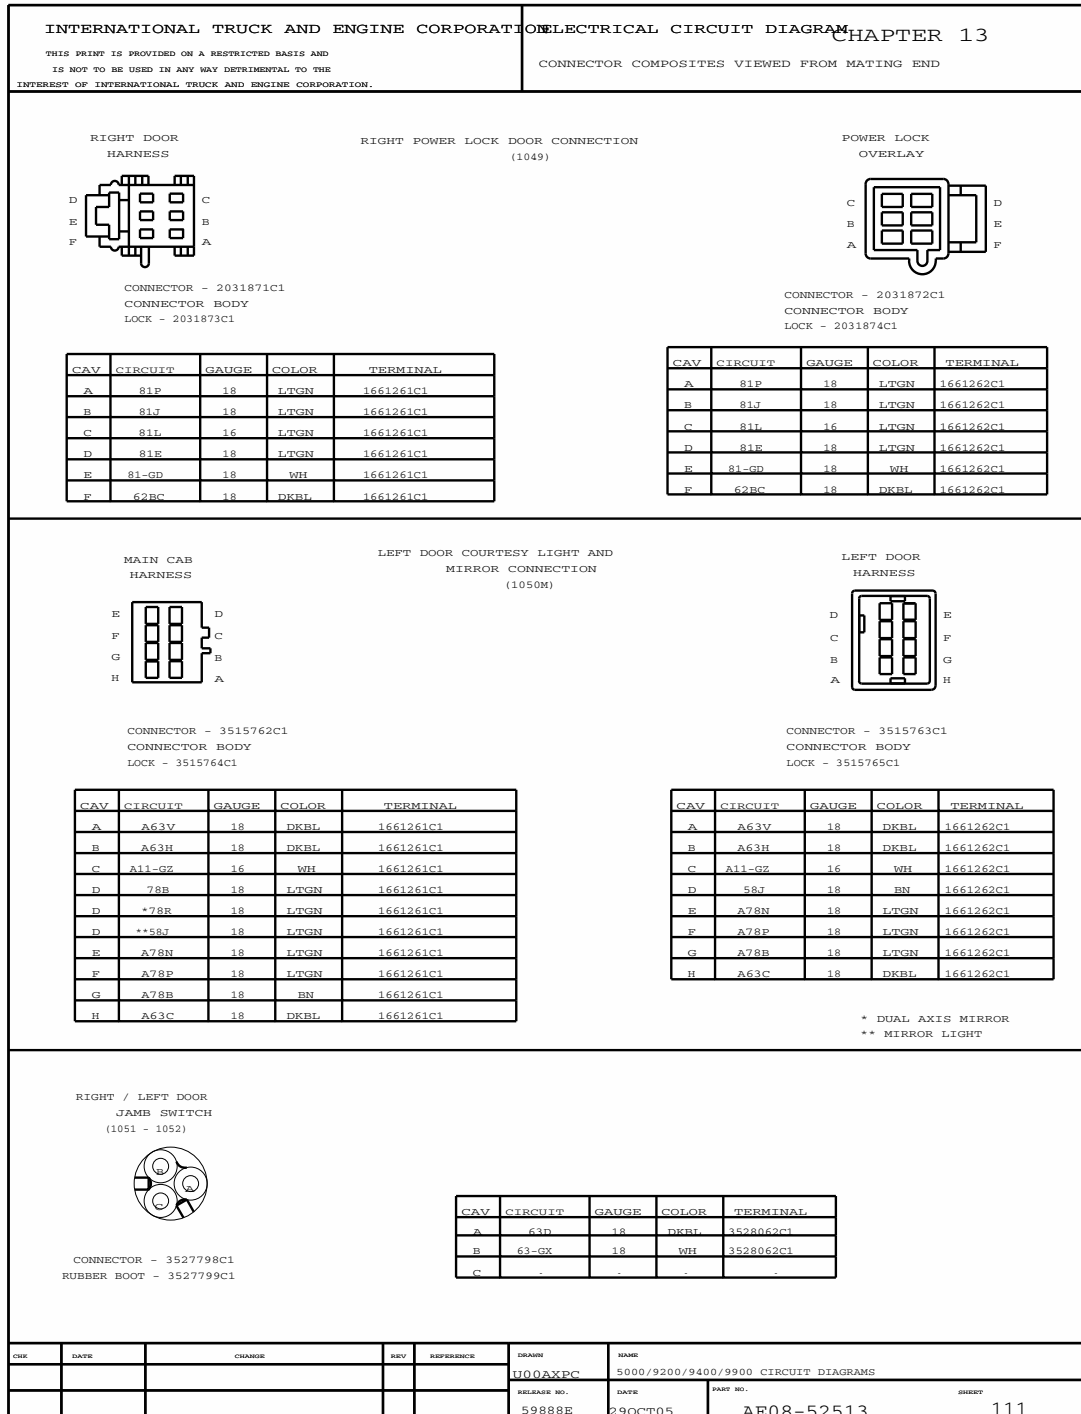 INTERNATIONAL TRUCK AND ENGINE CORPORATION
THIS PRINT IS PROVIDED ON A RESTRICTED BASIS AND
IS NOT TO BE USED IN ANY WAY DETRIMENTAL TO THE
INTEREST OF INTERNATIONAL TRUCK AND ENGINE CORPORATION.
ELECTRICAL CIRCUIT DIAGRAM
CHAPTER 13
CONNECTOR COMPOSITES VIEWED FROM MATING END
RIGHT POWER LOCK DOOR CONNECTION
(1049)
RIGHT DOOR
HARNESS
D C
E B
F A
CONNECTOR - 2031871C1
CONNECTOR BODY
LOCK - 2031873C1
CAV CIRCUIT GAUGE COLOR TERMINAL
A 81P 18 LTGN 1661261C1
B 81J 18 LTGN 1661261C1
C 81L 16 LTGN 1661261C1
D 81E 18 LTGN 1661261C1
E 81-GD 18 WH 1661261C1
F 62BC 18 DKBL 1661261C1
POWER LOCK
OVERLAY
C D
B E
A F
CONNECTOR - 2031872C1
CONNECTOR BODY
LOCK - 2031874C1
CAV CIRCUIT GAUGE COLOR TERMINAL
A 81P 18 LTGN 1661262C1
B 81J 18 LTGN 1661262C1
C 81L 16 LTGN 1661262C1
D 81E 18 LTGN 1661262C1
E 81-GD 18 WH 1661262C1
F 62BC 18 DKBL 1661262C1
LEFT DOOR COURTESY LIGHT AND
MIRROR CONNECTION
(1050M)
MAIN CAB
HARNESS
E D
F C
G B
H A
CONNECTOR - 3515762C1
CONNECTOR BODY
LOCK - 3515764C1
CAV CIRCUIT GAUGE COLOR TERMINAL
A A63V 18 DKBL 1661261C1
B A63H 18 DKBL 1661261C1
C A11-GZ 16 WH 1661261C1
D 78B 18 LTGN 1661261C1
D *78R 18 LTGN 1661261C1
D **58J 18 LTGN 1661261C1
E A78N 18 LTGN 1661261C1
F A78P 18 LTGN 1661261C1
G A78B 18 BN 1661261C1
H A63C 18 DKBL 1661261C1
LEFT DOOR
HARNESS
D E
C F
B G
A H
CONNECTOR - 3515763C1
CONNECTOR BODY
LOCK - 3515765C1
CAV CIRCUIT GAUGE COLOR TERMINAL
A A63V 18 DKBL 1661262C1
B A63H 18 DKBL 1661262C1
C A11-GZ 16 WH 1661262C1
D 58J 18 BN 1661262C1
E A78N 18 LTGN 1661262C1
F A78P 18 LTGN 1661262C1
G A78B 18 LTGN 1661262C1
H A63C 18 DKBL 1661262C1
* DUAL AXIS MIRROR
** MIRROR LIGHT
RIGHT / LEFT DOOR
JAMB SWITCH
(1051 - 1052)
B
A
C
CONNECTOR - 3527798C1
RUBBER BOOT - 3527799C1
CAV CIRCUIT GAUGE COLOR TERMINAL
A 63D 18 DKBL 3528062C1
B 63-GX 18 WH 3528062C1
C - - - -
CHK DATE CHANGE REV REFERENCE
DRAWN
U00AXPC
NAME
5000/9200/9400/9900 CIRCUIT DIAGRAMS
RELEASE NO.
59888E
DATE
29OCT05
PART NO.
AE08-52513
SHEET
111